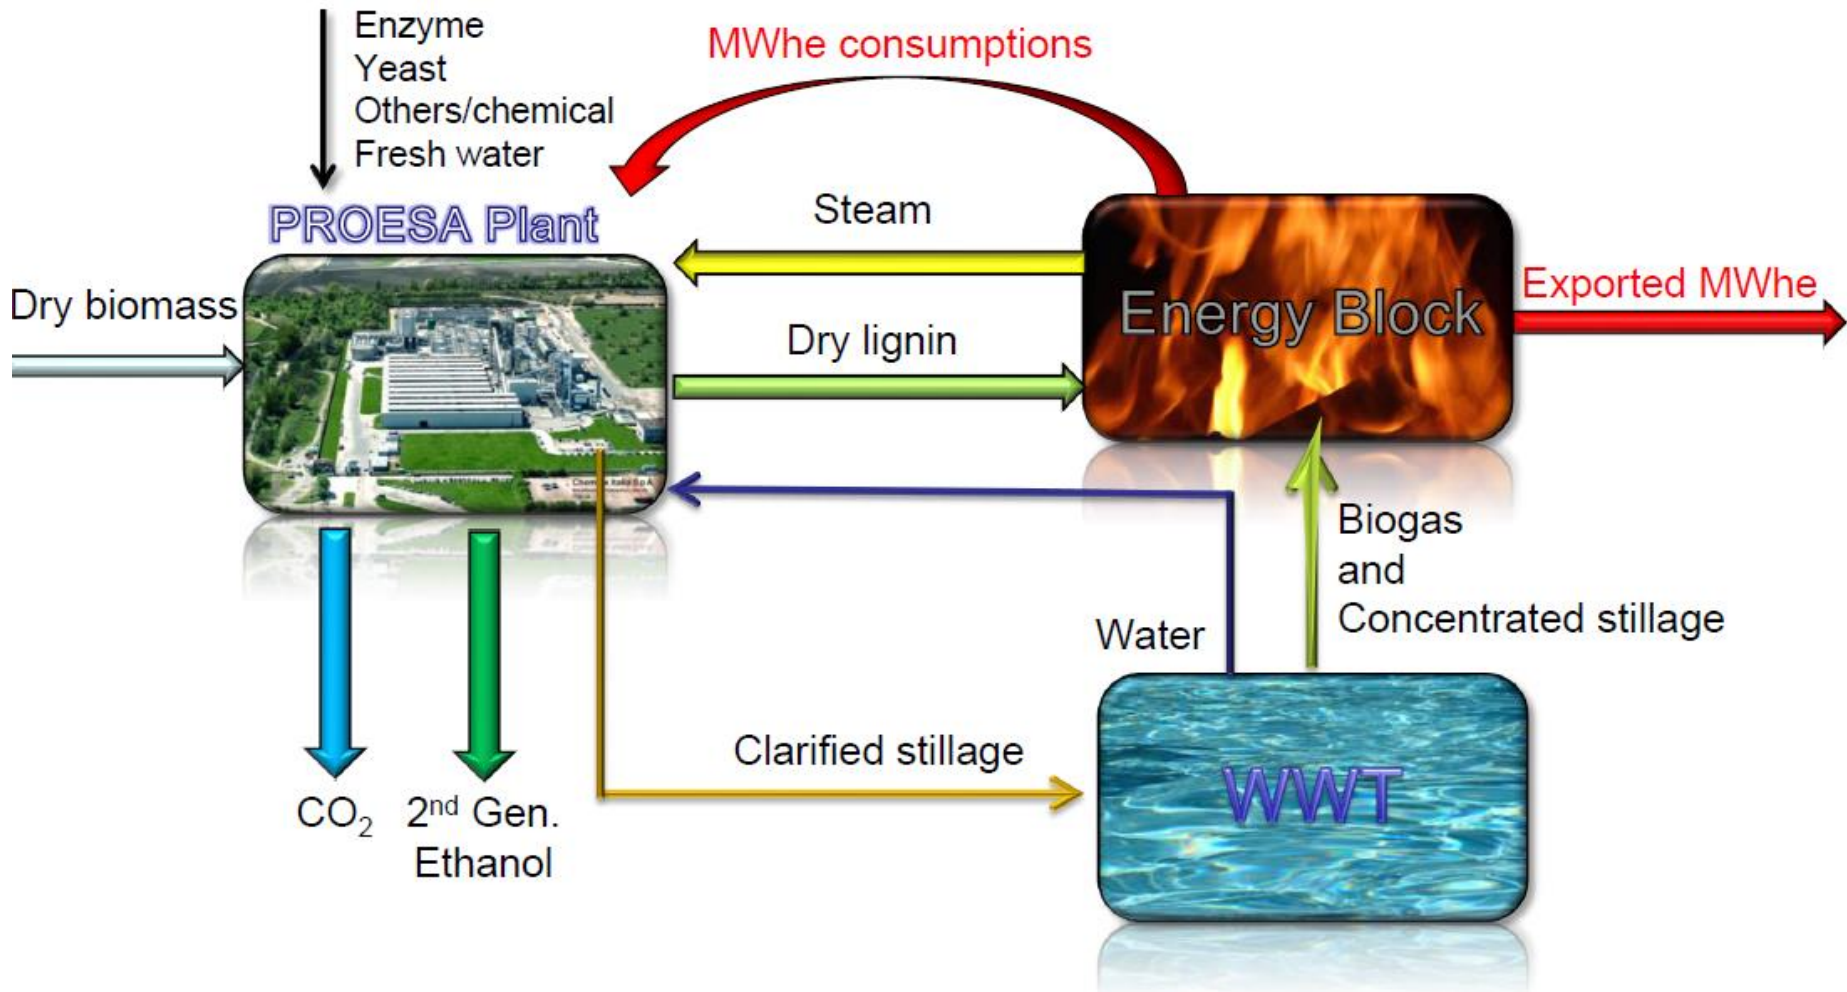 Enzyme
Yeast
Others/chemical
Fresh water
MWhe consumptions
PROESA Plant
Steam
Dry biomass
Energy Block
Exported MWhe
Dry lignin
Biogas
and
Concentrated stillage
Water
Clarified stillage
WWT
CO₂
2ⁿᵈ Gen.
Ethanol